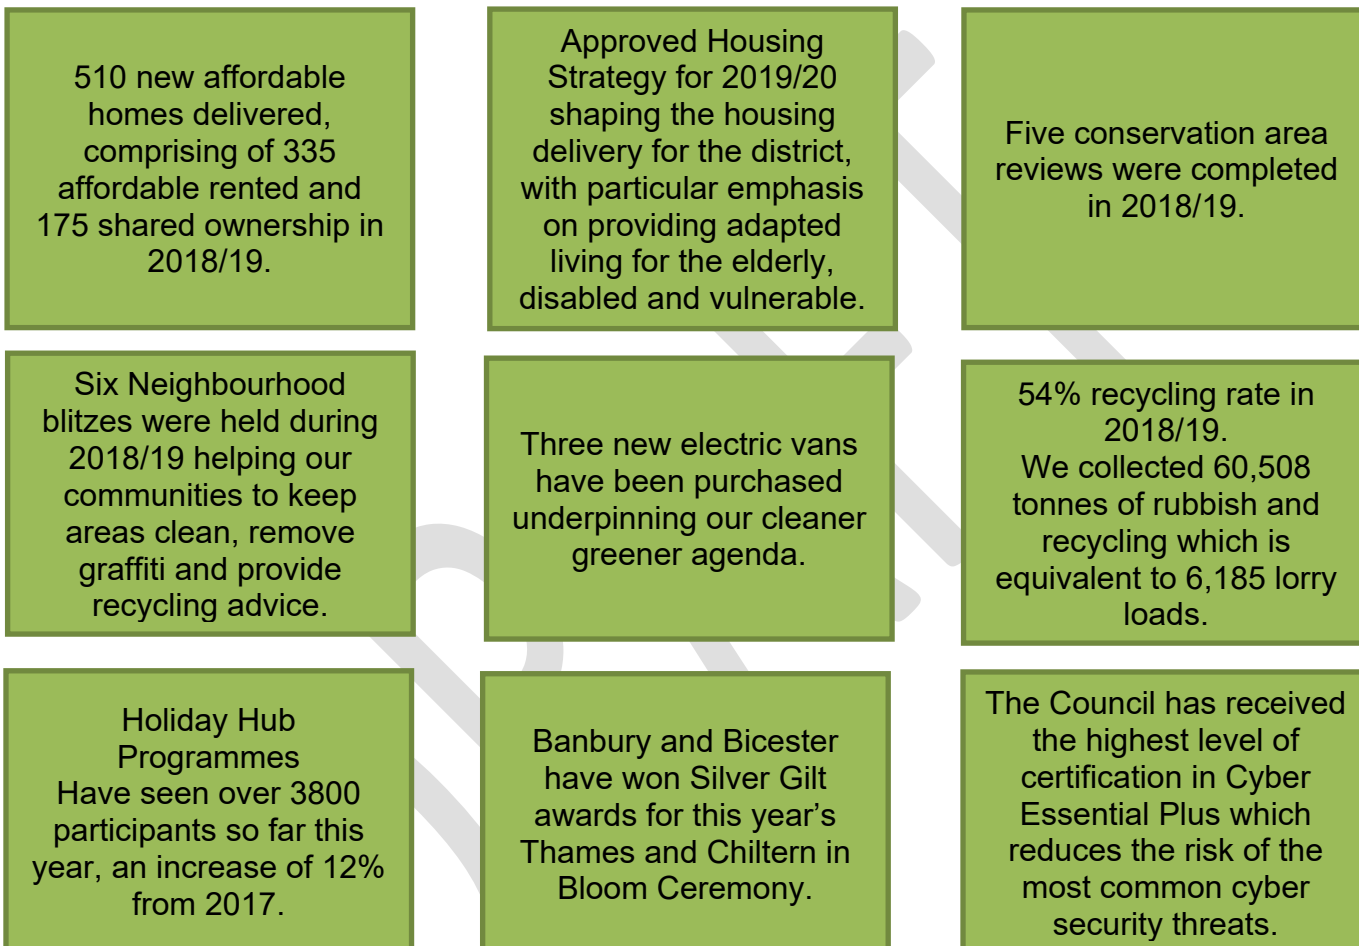 510 new affordable
homes delivered,
comprising of 335
affordable rented and
175 shared ownership in
2018/19.
Approved Housing
Strategy for 2019/20
shaping the housing
delivery for the district,
with particular emphasis
on providing adapted
living for the elderly,
disabled and vulnerable.
Five conservation area
reviews were completed
in 2018/19.
Six Neighbourhood
blitzes were held during
2018/19 helping our
communities to keep
areas clean, remove
graffiti and provide
recycling advice.
Three new electric vans
have been purchased
underpinning our cleaner
greener agenda.
54% recycling rate in
2018/19.
We collected 60,508
tonnes of rubbish and
recycling which is
equivalent to 6,185 lorry
loads.
Holiday Hub
Programmes
Have seen over 3800
participants so far this
year, an increase of 12%
from 2017.
Banbury and Bicester
have won Silver Gilt
awards for this year’s
Thames and Chiltern in
Bloom Ceremony.
The Council has received
the highest level of
certification in Cyber
Essential Plus which
reduces the risk of the
most common cyber
security threats.